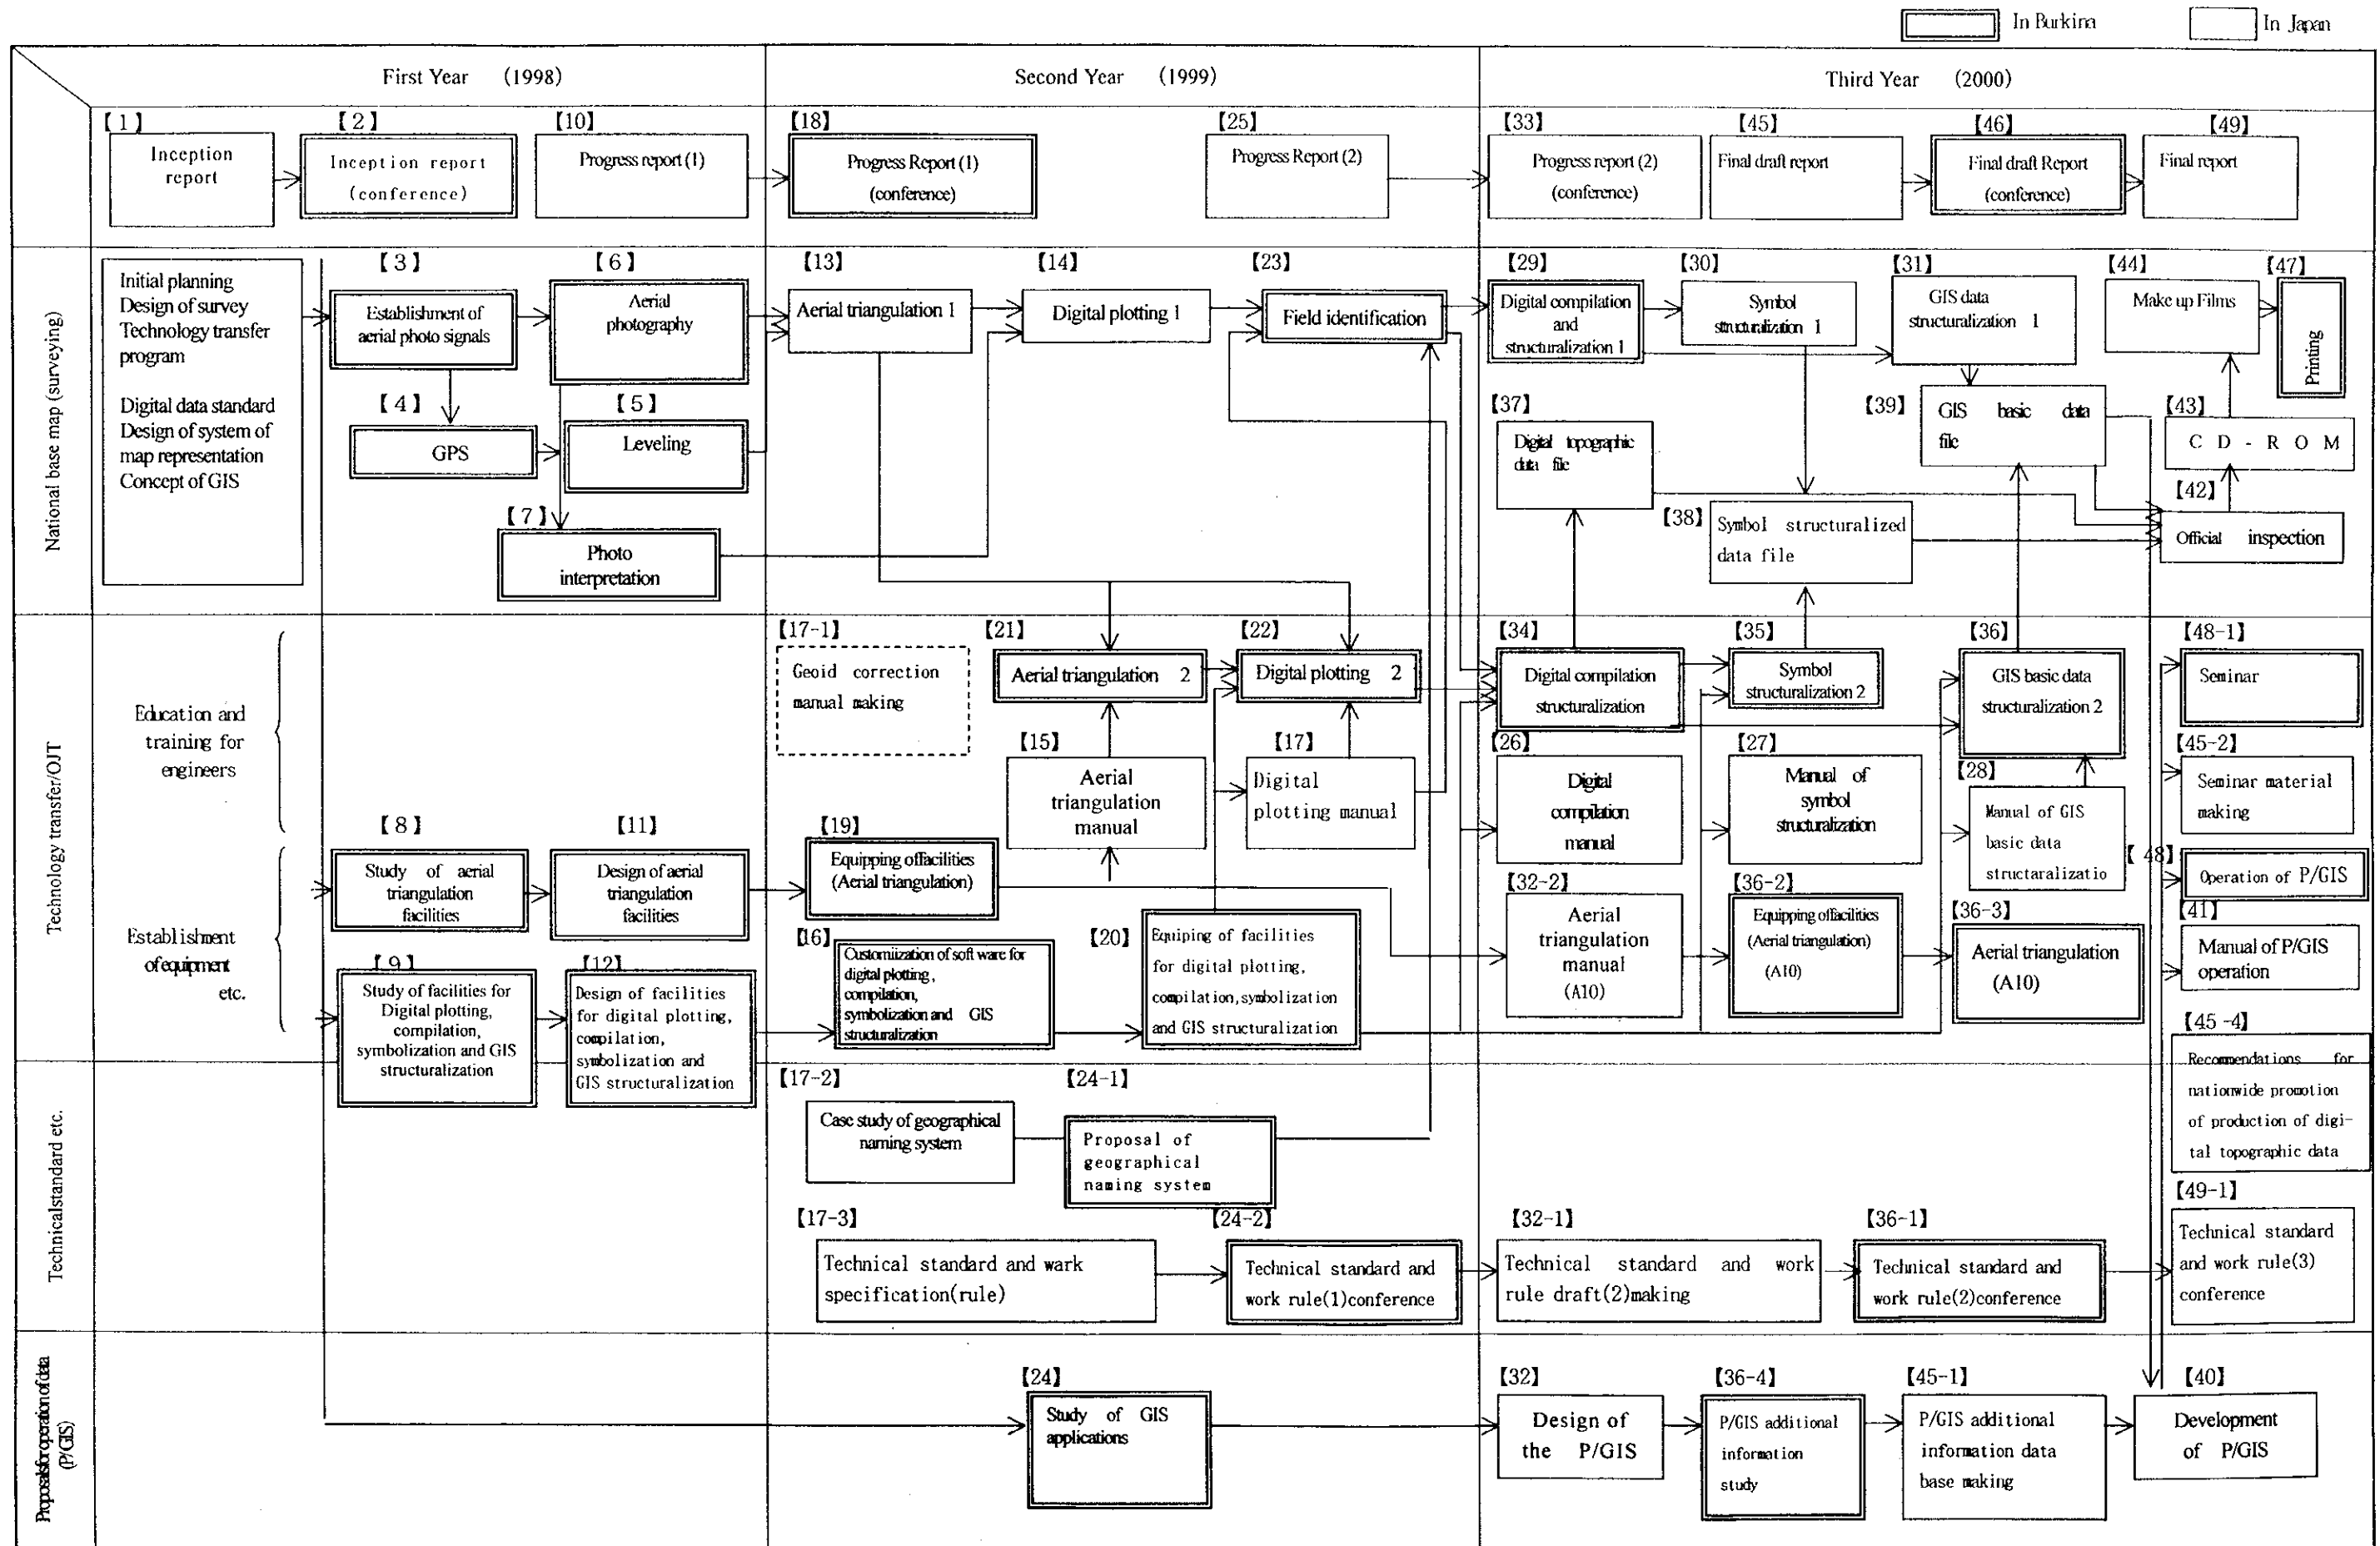 In Burkina
In Japan
First Year (1998)
Second Year (1999)
Third Year (2000)
【1】
Inception
report
【2】
Inception report
(conference)
【10】
Progress report(1)
【18】
Progress Report(1)
(conference)
【25】
Progress Report(2)
【33】
Progress report(2)
(conference)
【45】
Final draft report
【46】
Final draft Report
(conference)
【49】
Final report
National base map (surveying)
Initial planning
Design of survey
Technology transfer
program
Digital data standard
Design of system of
map representation
Concept of GIS
【3】
Establishment of
aerial photo signals
【6】
Aerial
photography
【4】
GPS
【5】
Leveling
【7】
Photo
interpretation
【13】
Aerial triangulation 1
【14】
Digital plotting 1
【23】
Field identification
【29】
Digital compilation
and
structuralization 1
【30】
Symbol
structuralization 1
【31】
GIS data
structuralization 1
【44】
Make up Films
【47】
Printing
【37】
Digital topographic
data file
【39】
GIS basic data
file
【43】
CD-ROM
【42】
Official inspection
【38】
Symbol structuralized
data file
Technology transfer/OJT
Education and
training for
engineers
Establishment
of equipment
etc.
【17-1】
Geoid correction
manual making
【21】
Aerial triangulation 2
【22】
Digital plotting 2
【15】
Aerial
triangulation
manual
【17】
Digital
plotting manual
【34】
Digital compilation
structuralization
【35】
Symbol
structuralization 2
【36】
GIS basic data
structuralization 2
【48-1】
Seminar
【26】
Digital
compilation
manual
【27】
Manual of
symbol
structuralization
【28】
Manual of GIS
basic data
structaralizatio
【45-2】
Seminar material
making
【8】
Study of aerial
triangulation
facilities
【11】
Design of aerial
triangulation
facilities
【19】
Equipping offacilities
(Aerial triangulation)
【48】
Operation of P/GIS
【32-2】
Aerial
triangulation
manual
(A10)
【36-2】
Equipping offacilities
(Aerial triangulation)
(A10)
【36-3】
Aerial triangulation
(A10)
【41】
Manual of P/GIS
operation
【9】
Study of facilities for
Digital plotting,
compilation,
symbolization and GIS
structuralization
【12】
Design of facilities
for digital plotting,
compilation,
symbolization and
GIS structuralization
【16】
Customiization of soft ware for
digital plotting,
compilation,
symbolization and GIS
structuralization
【20】
Equiping of facilities
for digital plotting,
compilation,symbolization
and GIS structuralization
【45-4】
Recommendations for
nationwide promotion
of production of digi-
tal topographic data
Technicalstandard etc.
【17-2】
Case study of geographical
naming system
【24-1】
Proposal of
geographical
naming system
【17-3】
Technical standard and wark
specification(rule)
【24-2】
Technical standard and
work rule(1)conference
【32-1】
Technical standard and work
rule draft(2)making
【36-1】
Technical standard and
work rule(2)conference
【49-1】
Technical standard
and work rule(3)
conference
Proposalsforoperationofdata
(P/GIS)
【24】
Study of GIS
applications
【32】
Design of
the P/GIS
【36-4】
P/GIS additional
information
study
【45-1】
P/GIS additional
information data
base making
【40】
Development
of P/GIS